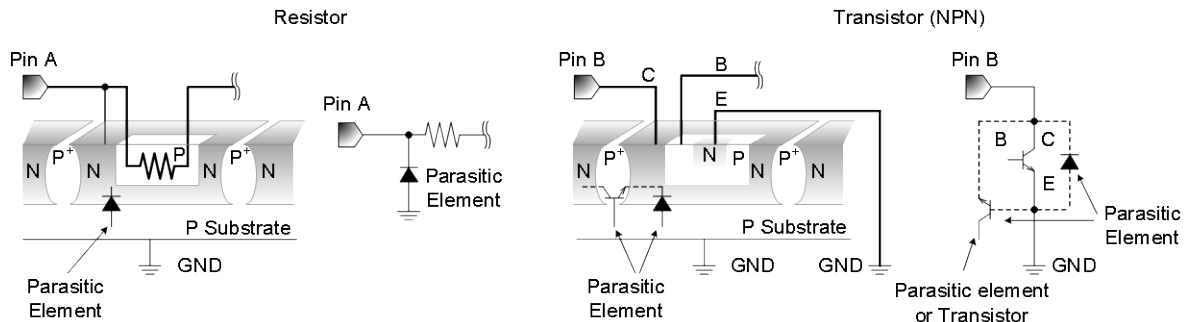 Resistor
Transistor (NPN)
Pin A
Pin B
C
B
E
Pin B
Pin A
N
P+
N
P
N
P+
N
Parasitic
Element
P Substrate
GND
Parasitic
Element
N
P+
N
N
P
N
P+
N
P Substrate
GND
GND
Parasitic
Element
B
C
E
Parasitic
Element
GND
Parasitic element
or Transistor